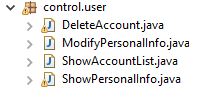 control.user
DeleteAccount.java
ModifyPersonalInfo.java
ShowAccountList.java
ShowPersonalInfo.java